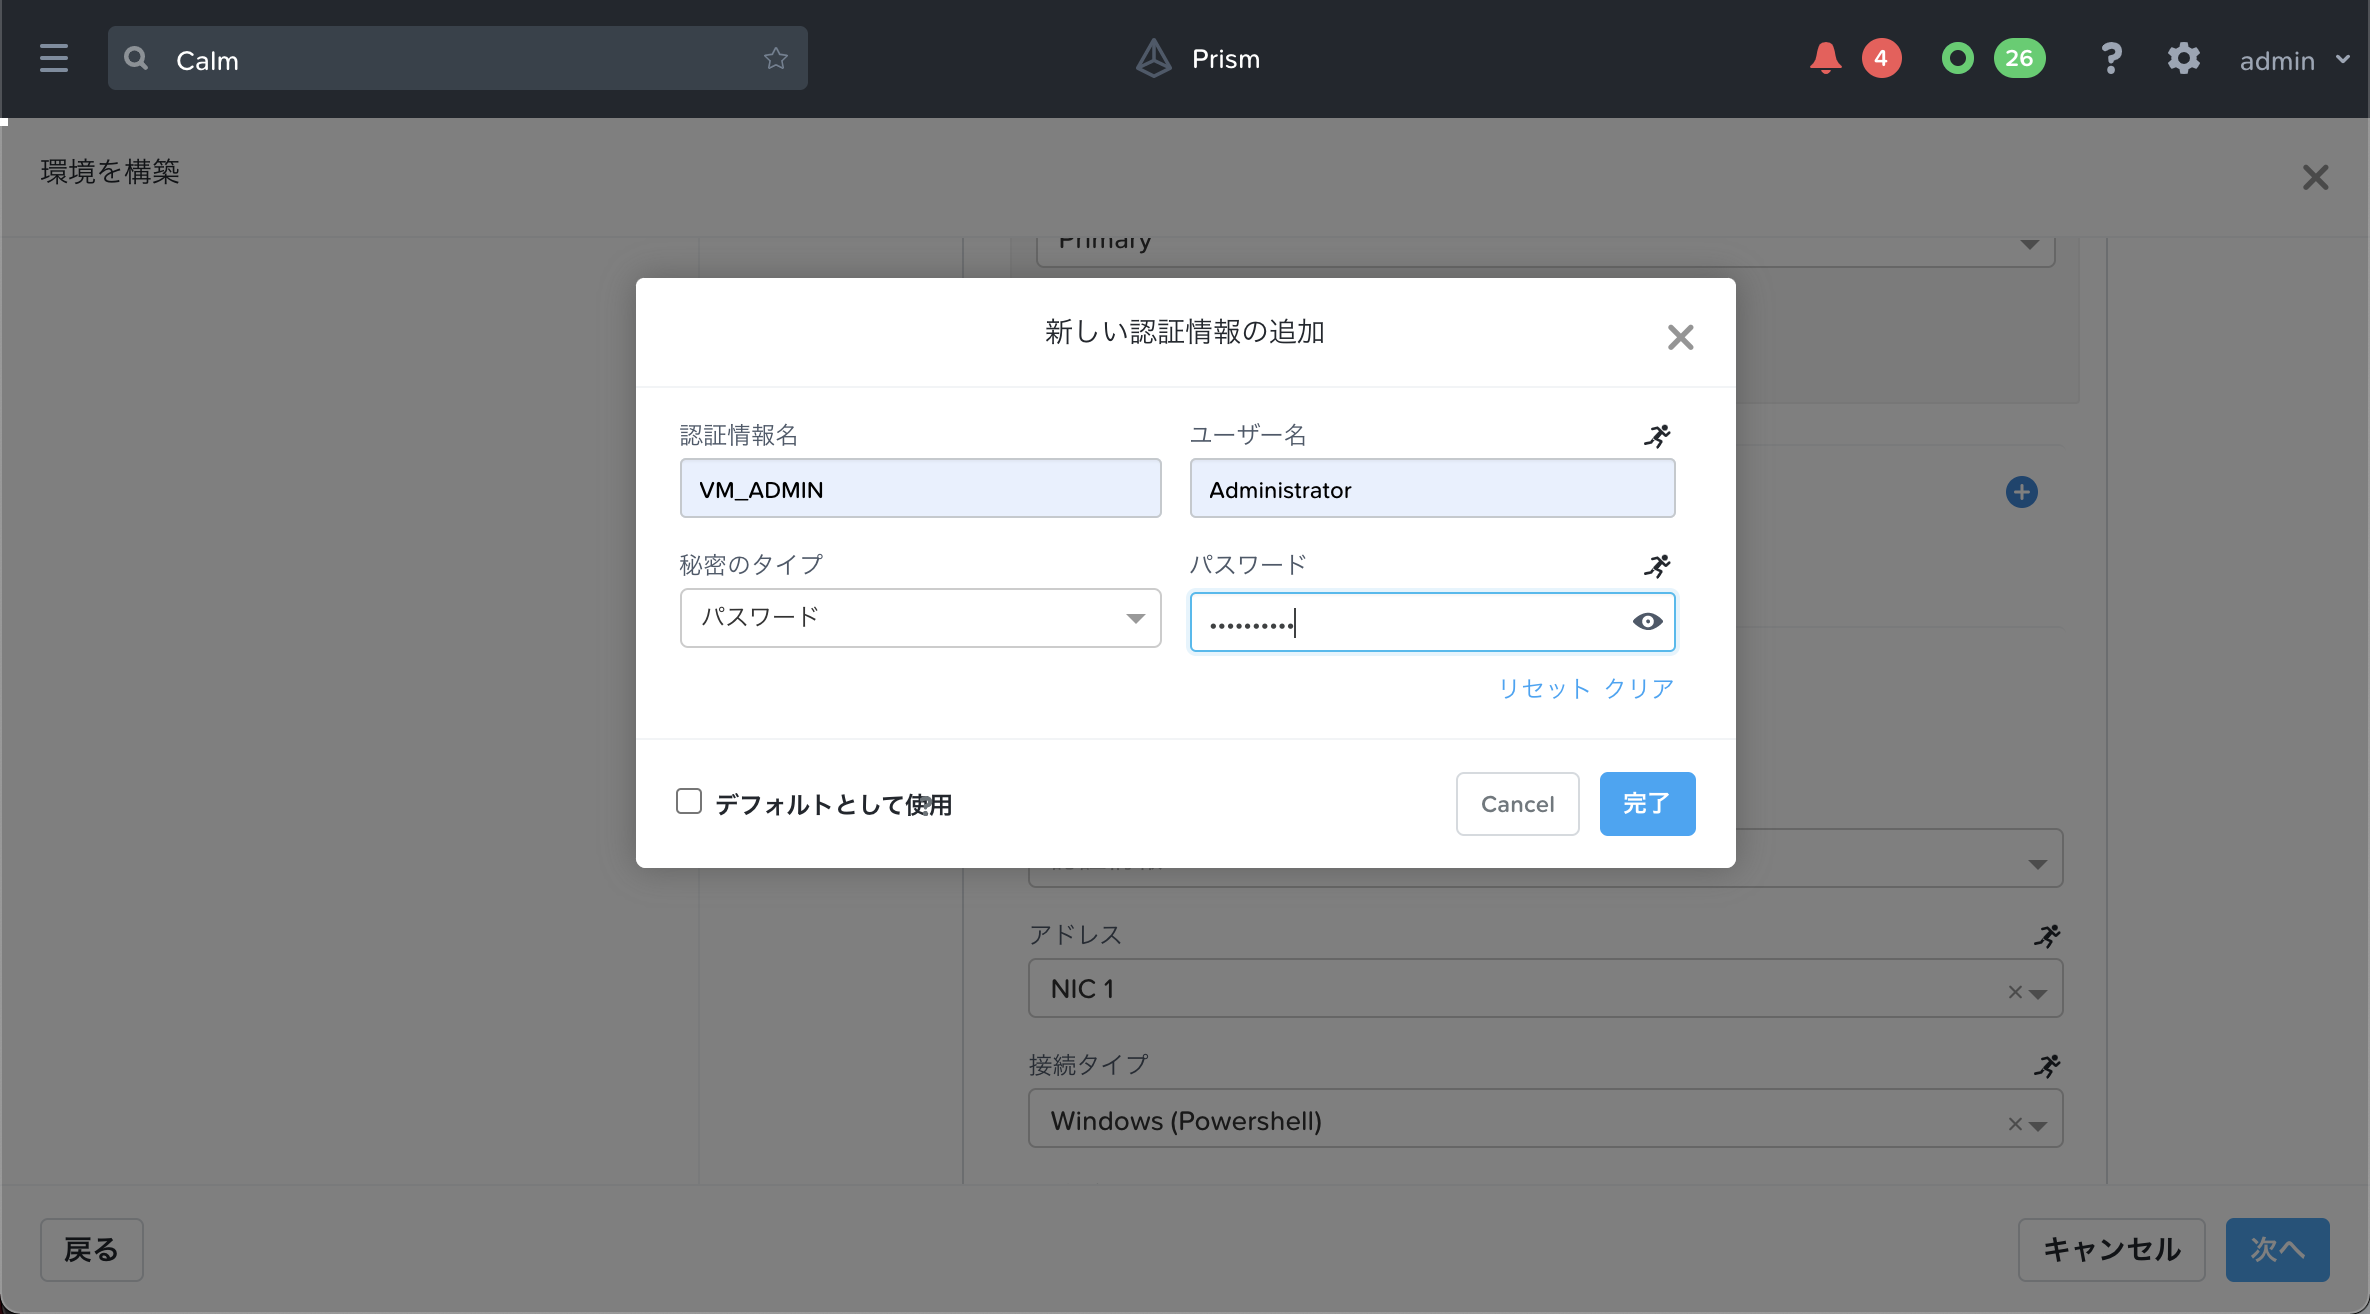 Calm
Prism
4
26
admin
環境を構築
Primary
新しい認証情報の追加
認証情報名
ユーザー名
VM_ADMIN
Administrator
秘密のタイプ
パスワード
パスワード
••••••••••
リセット クリア
デフォルトとして使用
Cancel
完了
アドレス
NIC 1
接続タイプ
Windows (Powershell)
戻る
キャンセル
次へ